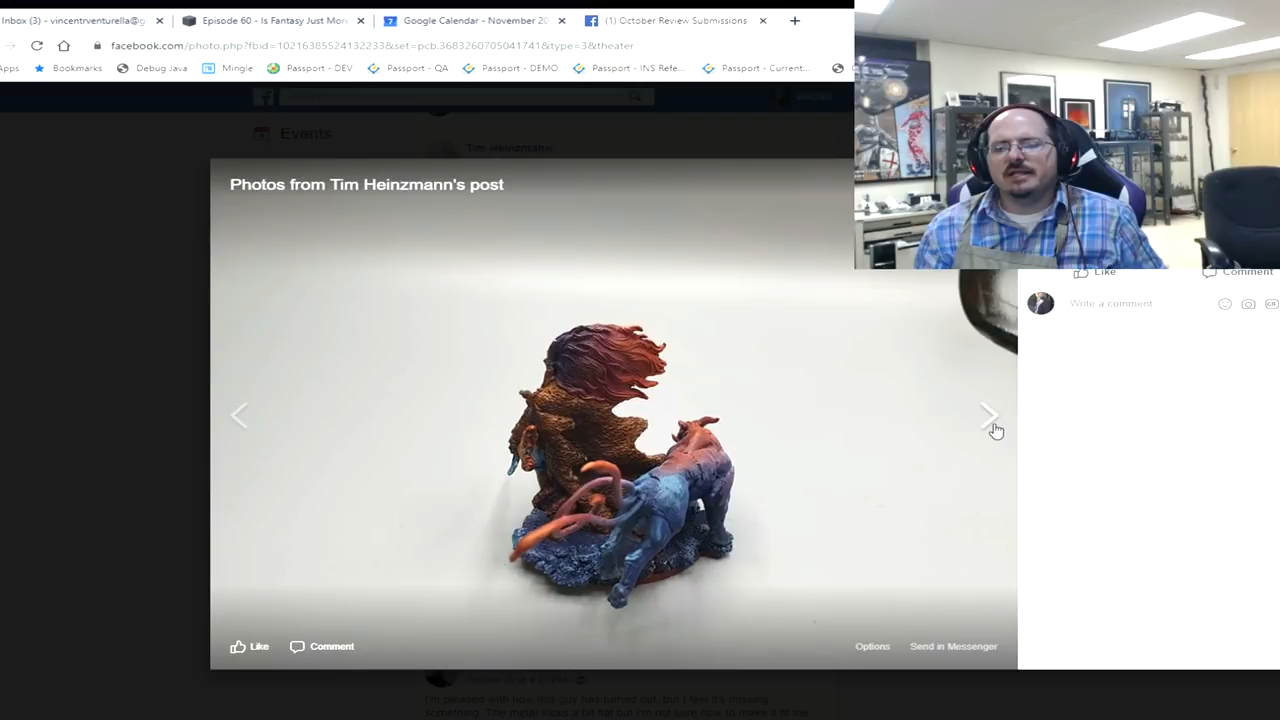 Inbox (3) - vincentrventurella@g
Episode 60 - Is Fantasy Just Mor
Google Calendar - November 20
(1) October Review Submissions
facebook.com/photo.php?fbid=10216385524132233&set=pcb.3683260705041741&type=3&theater
Apps
Bookmarks
Debug Java
Mingle
Passport - DEV
Passport - QA
Passport - DEMO
Passport - INS Refe...
Passport - Current...
Events
Tim Heinzmann
Photos from Tim Heinzmann's post
Like
Comment
Write a comment
Like
Comment
Options
Send in Messenger
I'm pleased with how this guy has turned out, but I feel it's missing
something. The metal looks a bit flat but I'm not sure how to make it fit the